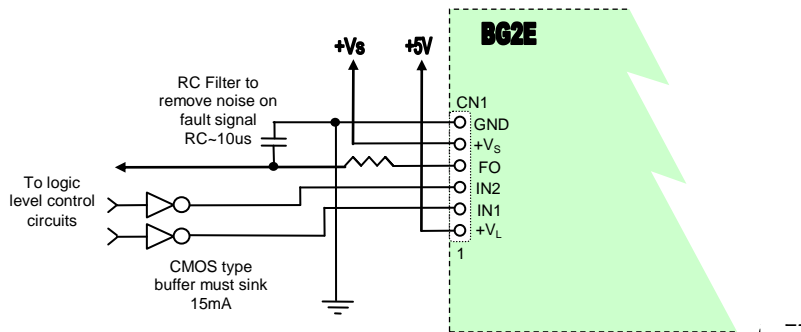 BG2E
+Vs
+5V
RC Filter to
remove noise on
fault signal
RC~10us
CN1
GND
+VS
FO
IN2
IN1
+VL
1
To logic
level control
circuits
CMOS type
buffer must sink
15mA